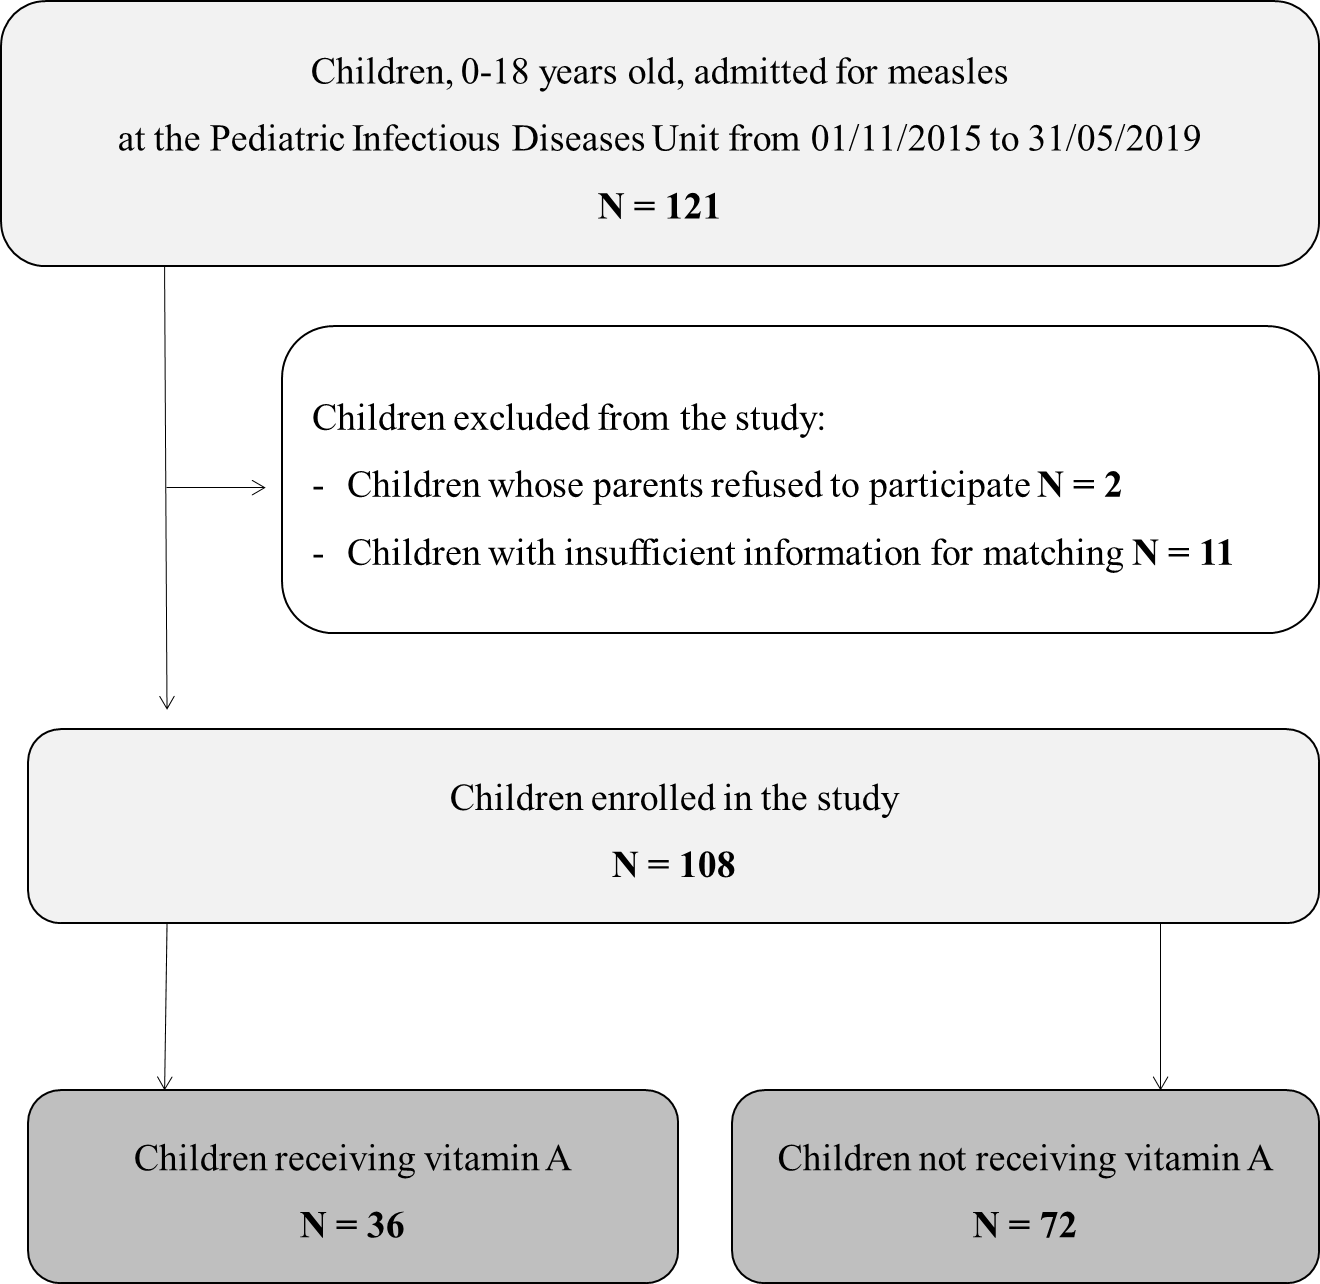 Children, 0-18 years old, admitted for measles
at the Pediatric Infectious Diseases Unit from 01/11/2015 to 31/05/2019
N = 121
Children excluded from the study:
- Children whose parents refused to participate N = 2
- Children with insufficient information for matching N = 11
Children enrolled in the study
N = 108
Children receiving vitamin A
N = 36
Children not receiving vitamin A
N = 72